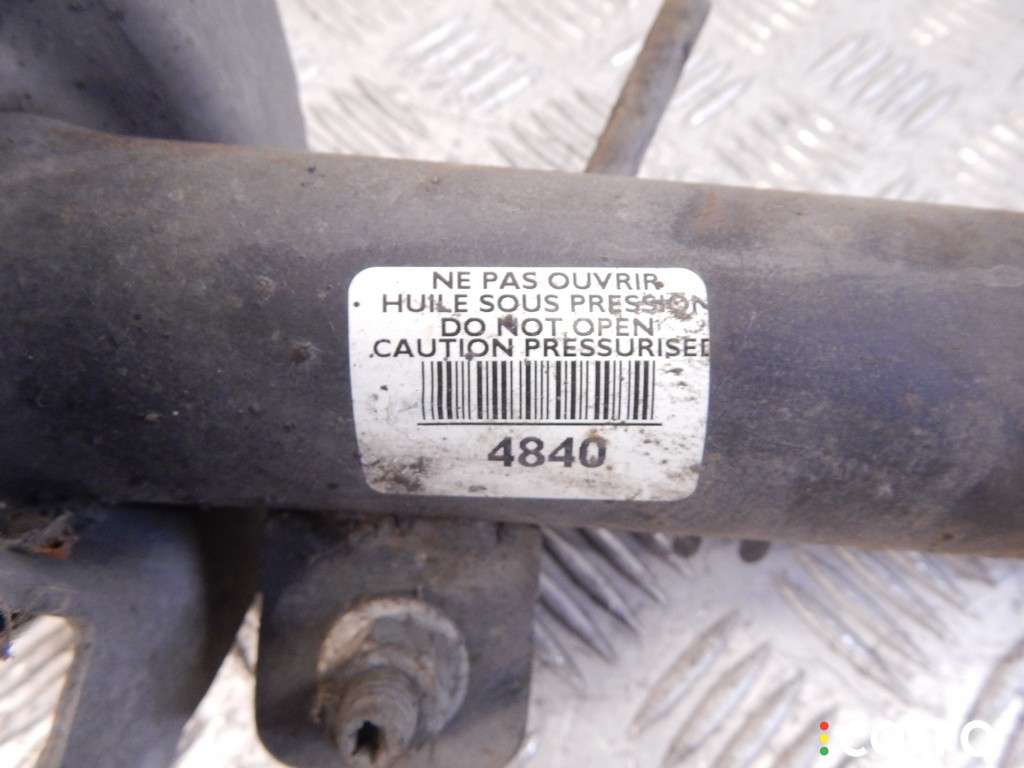 NE PAS OUVRIR
HUILE SOUS PRESSION
DO NOT OPEN
CAUTION PRESSURISED
4840